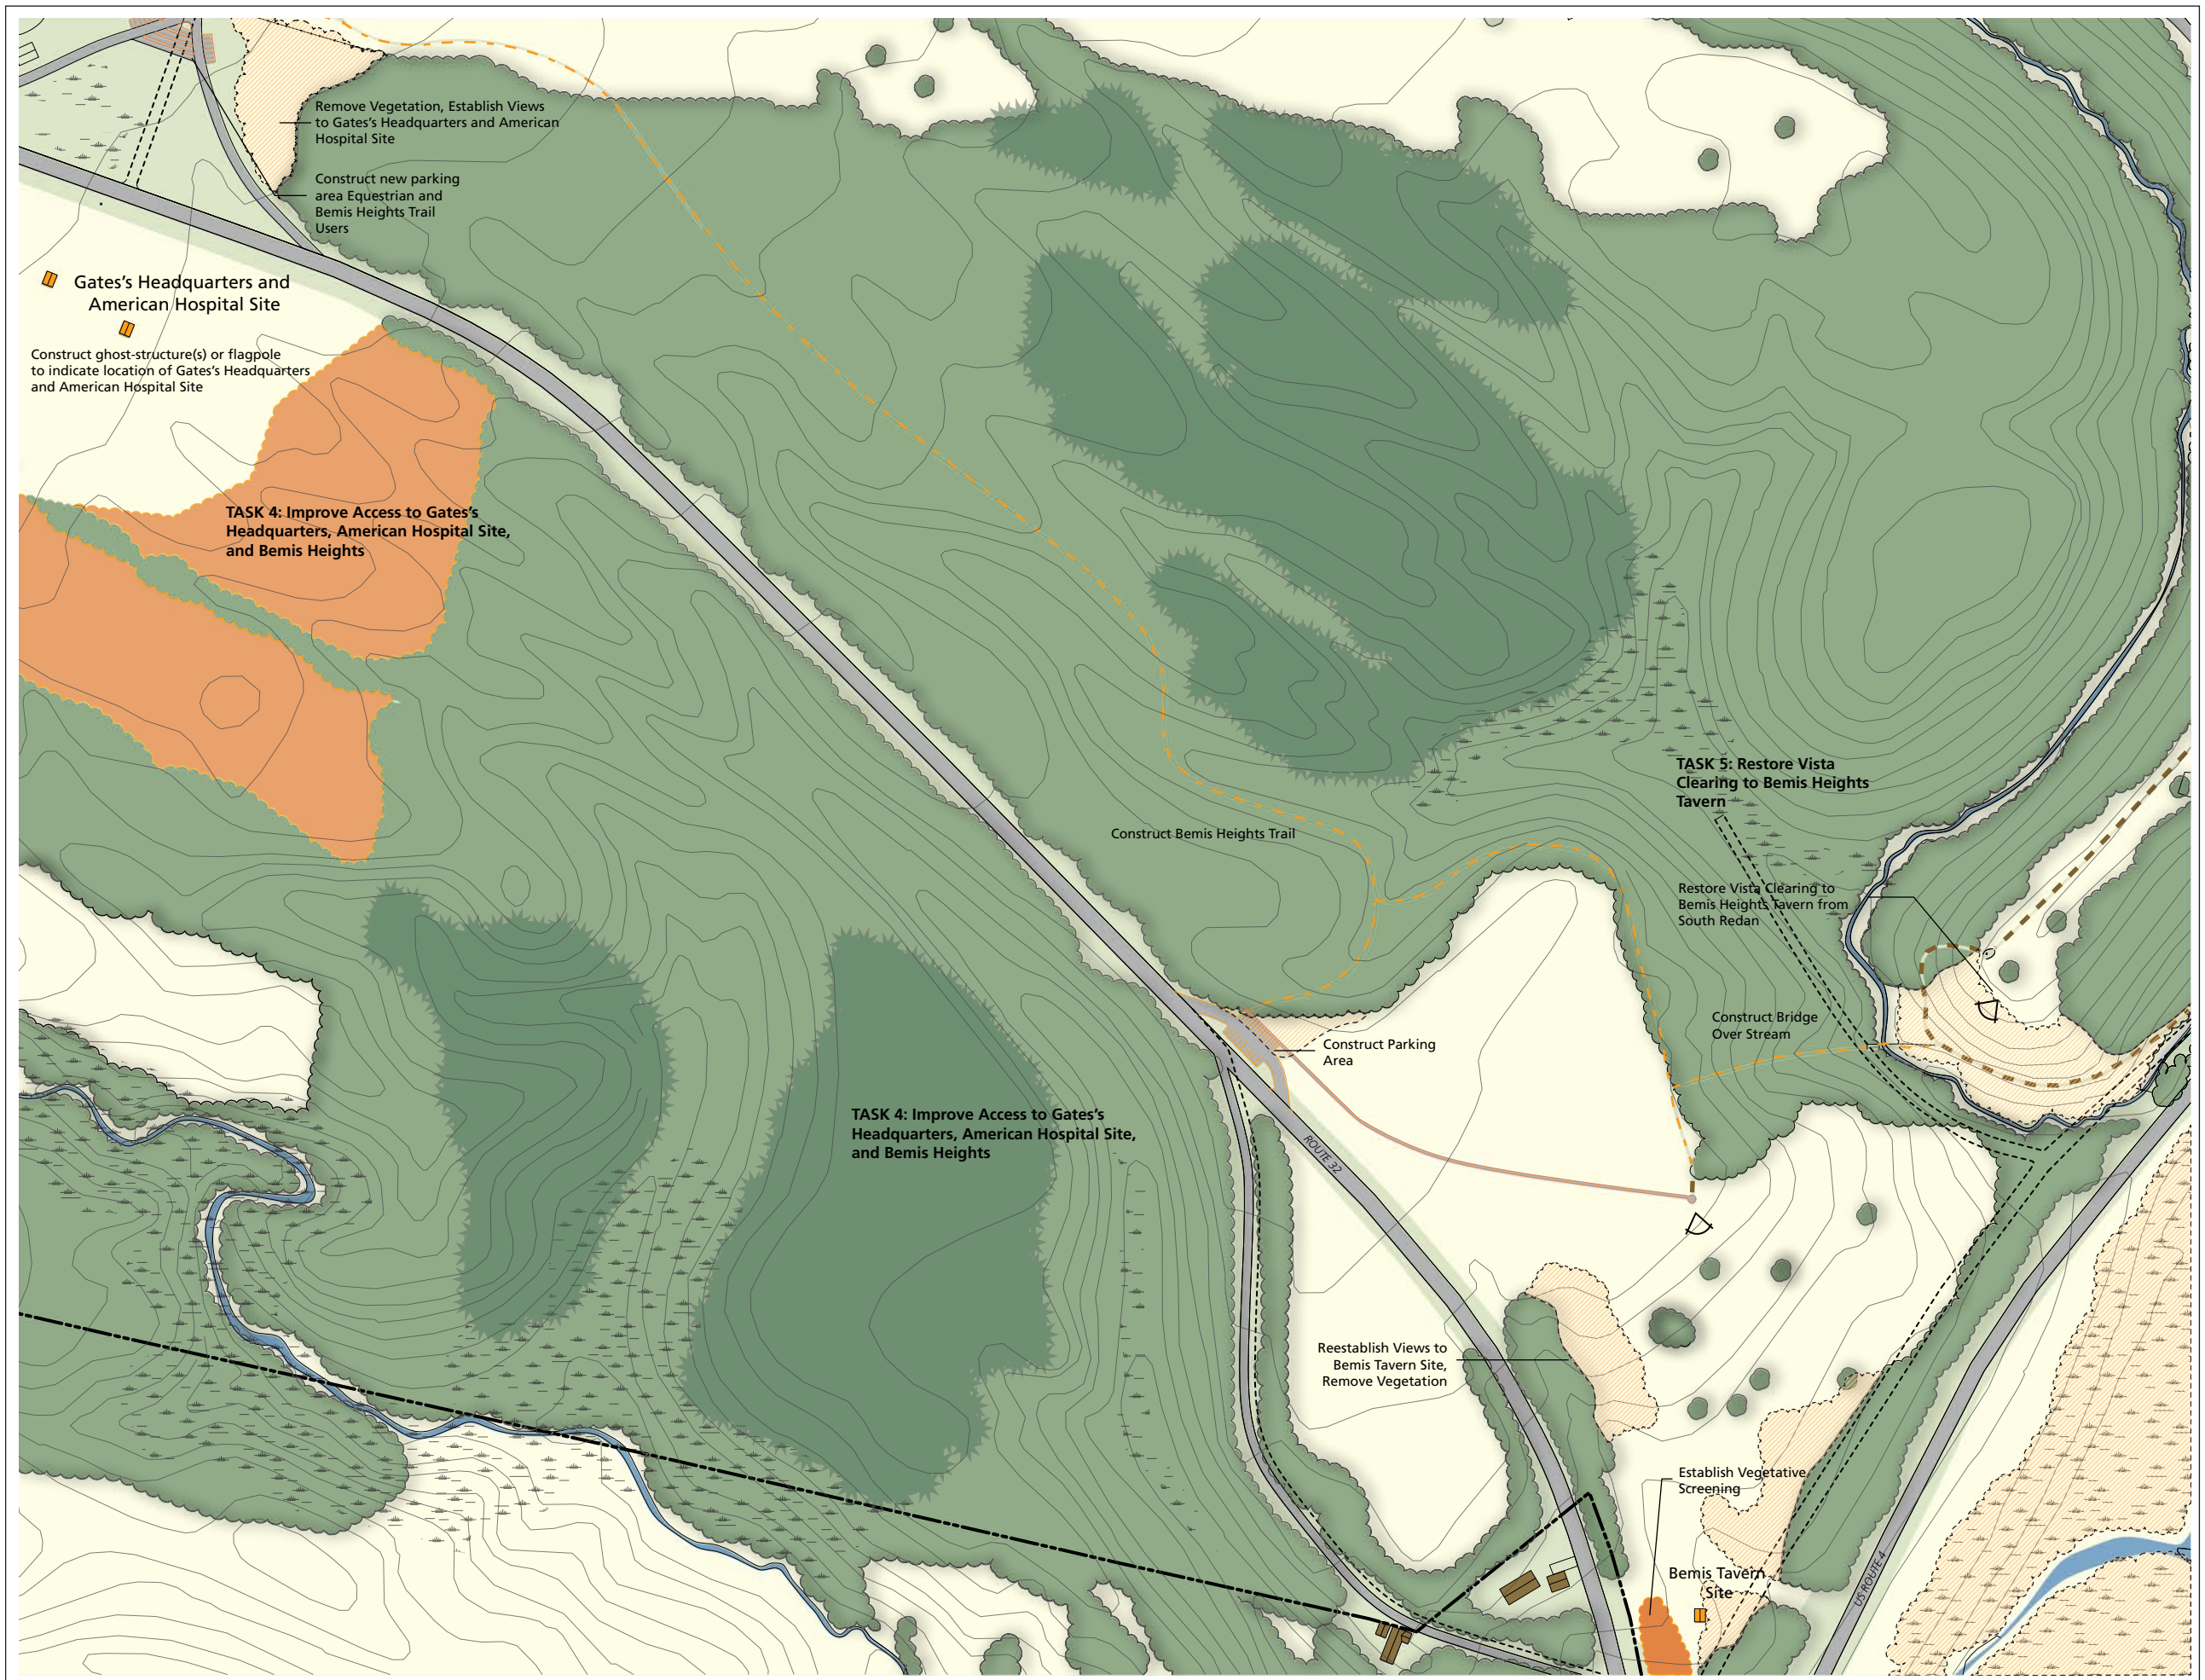 Remove Vegetation, Establish Views
to Gates's Headquarters and American
Hospital Site
Construct new parking
area Equestrian and
Bemis Heights Trail
Users
Gates's Headquarters and
American Hospital Site
Construct ghost-structure(s) or flagpole
to indicate location of Gates's Headquarters
and American Hospital Site
TASK 4: Improve Access to Gates's
Headquarters, American Hospital Site,
and Bemis Heights
TASK 5: Restore Vista
Clearing to Bemis Heights
Tavern
Construct Bemis Heights Trail
Restore Vista Clearing to
Bemis Heights Tavern from
South Redan
Construct Bridge
Over Stream
Construct Parking
Area
TASK 4: Improve Access to Gates's
Headquarters, American Hospital Site,
and Bemis Heights
ROUTE 32
Reestablish Views to
Bemis Tavern Site,
Remove Vegetation
Establish Vegetative
Screening
Bemis Tavern
Site
US ROUTE 4